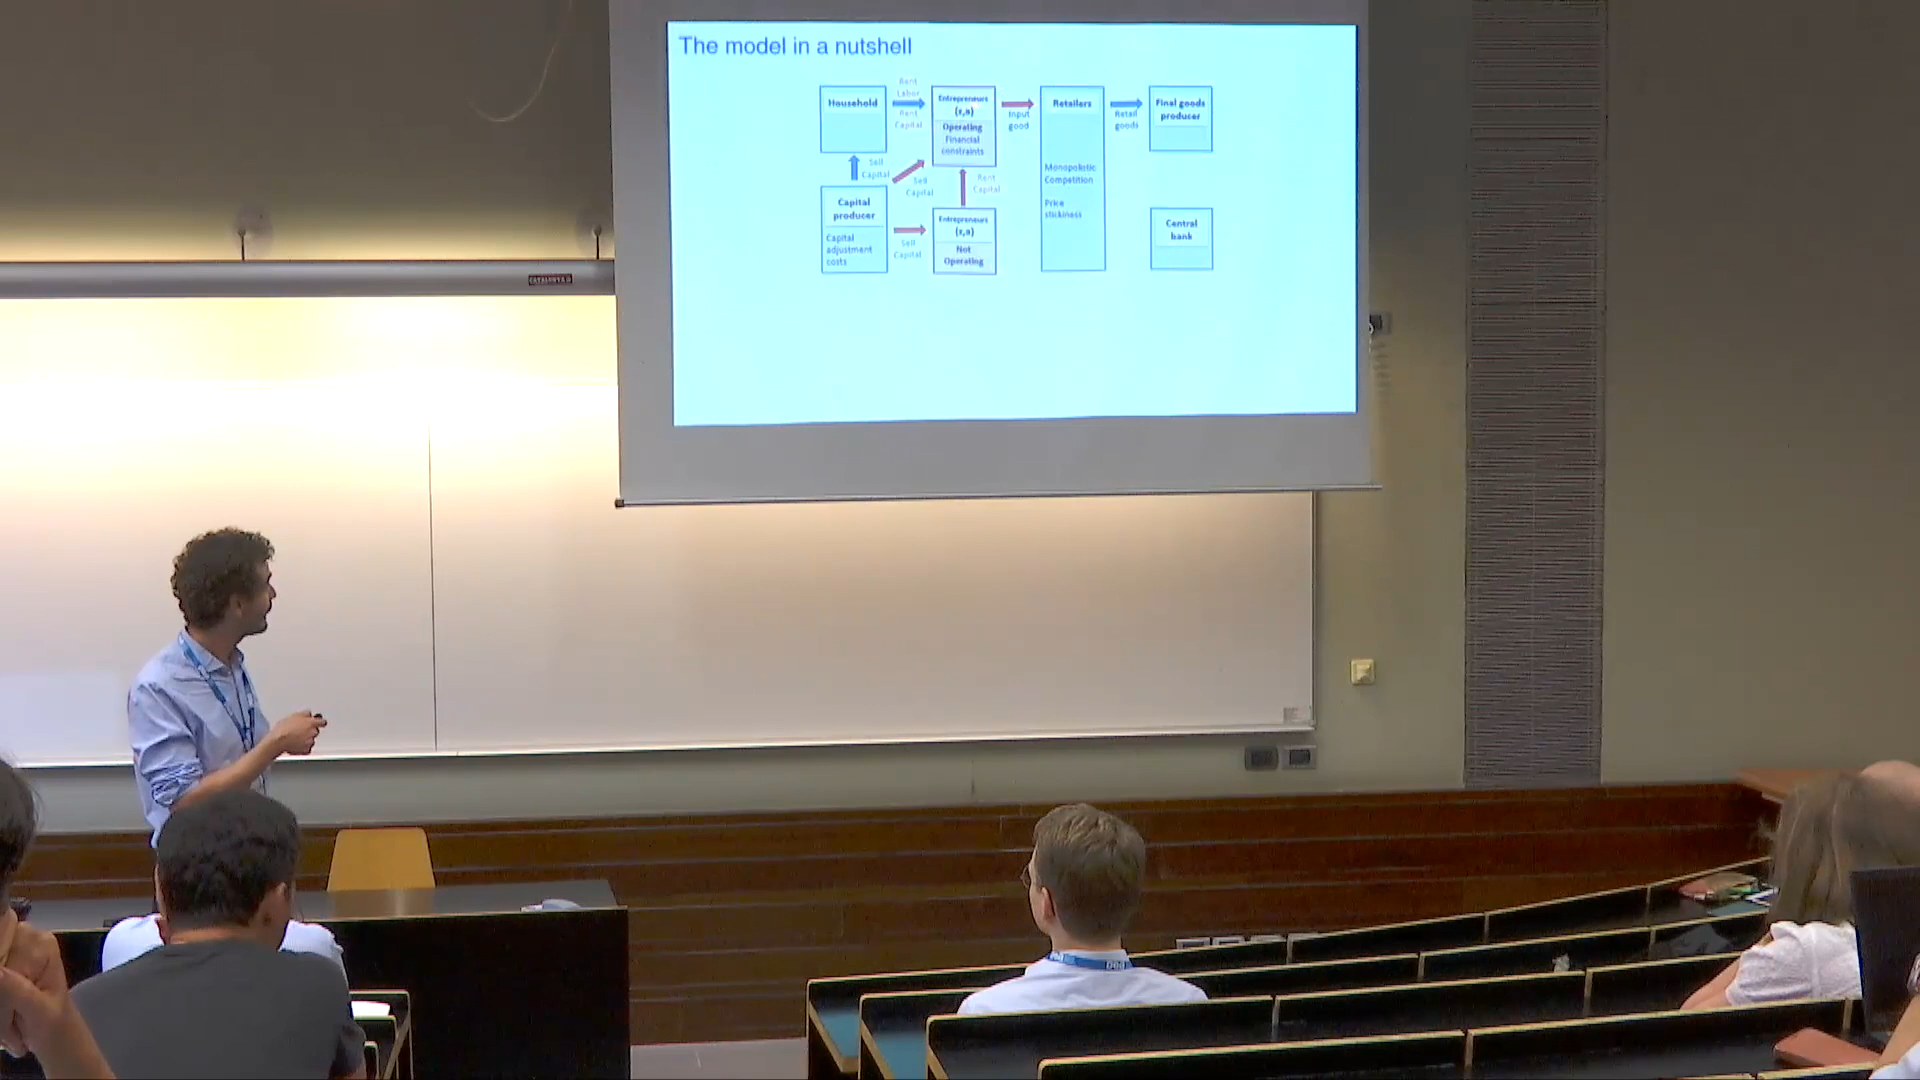 The model in a nutshell
Household
Rent
Labor
Rent
Capital
Entrepreneurs
(z,a)
Operating
Financial
constraints
Input
good
Retailers
Monopolistic
Competition
Price
stickiness
Retail
goods
Final goods
producer
Sell
Capital
Sell
Capital
Rent
Capital
Capital
producer
Capital
adjustment
costs
Sell
Capital
Entrepreneurs
(z,a)
Not
Operating
Central
bank